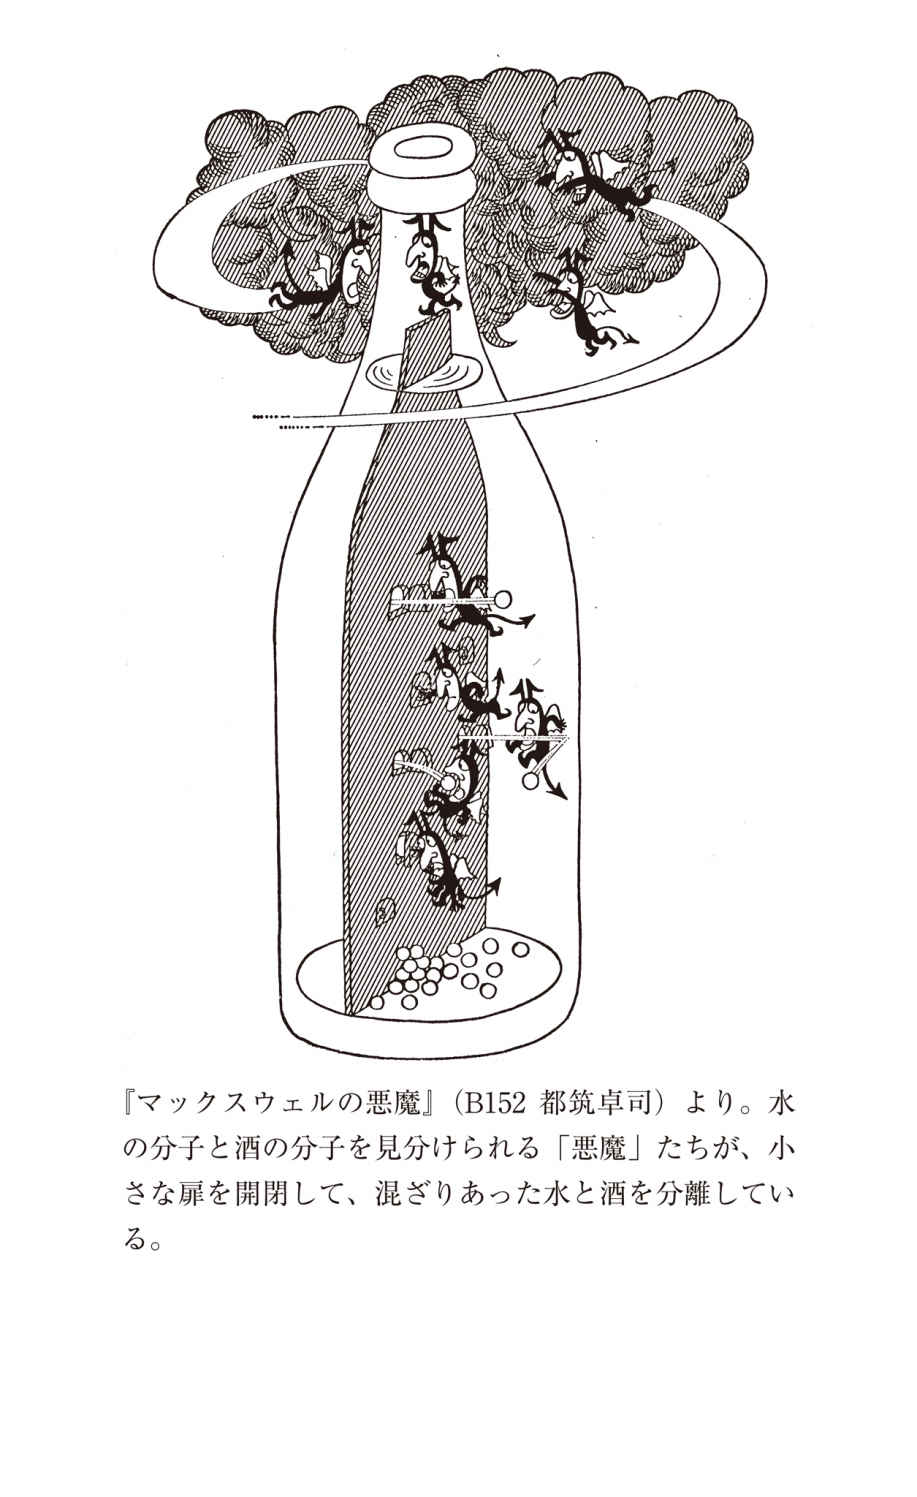 『マックスウェルの悪魔』（B152 都筑卓司）より。水
の分子と酒の分子を見分けられる「悪魔」たちが、小
さな扉を開閉して、混ざりあった水と酒を分離してい
る。